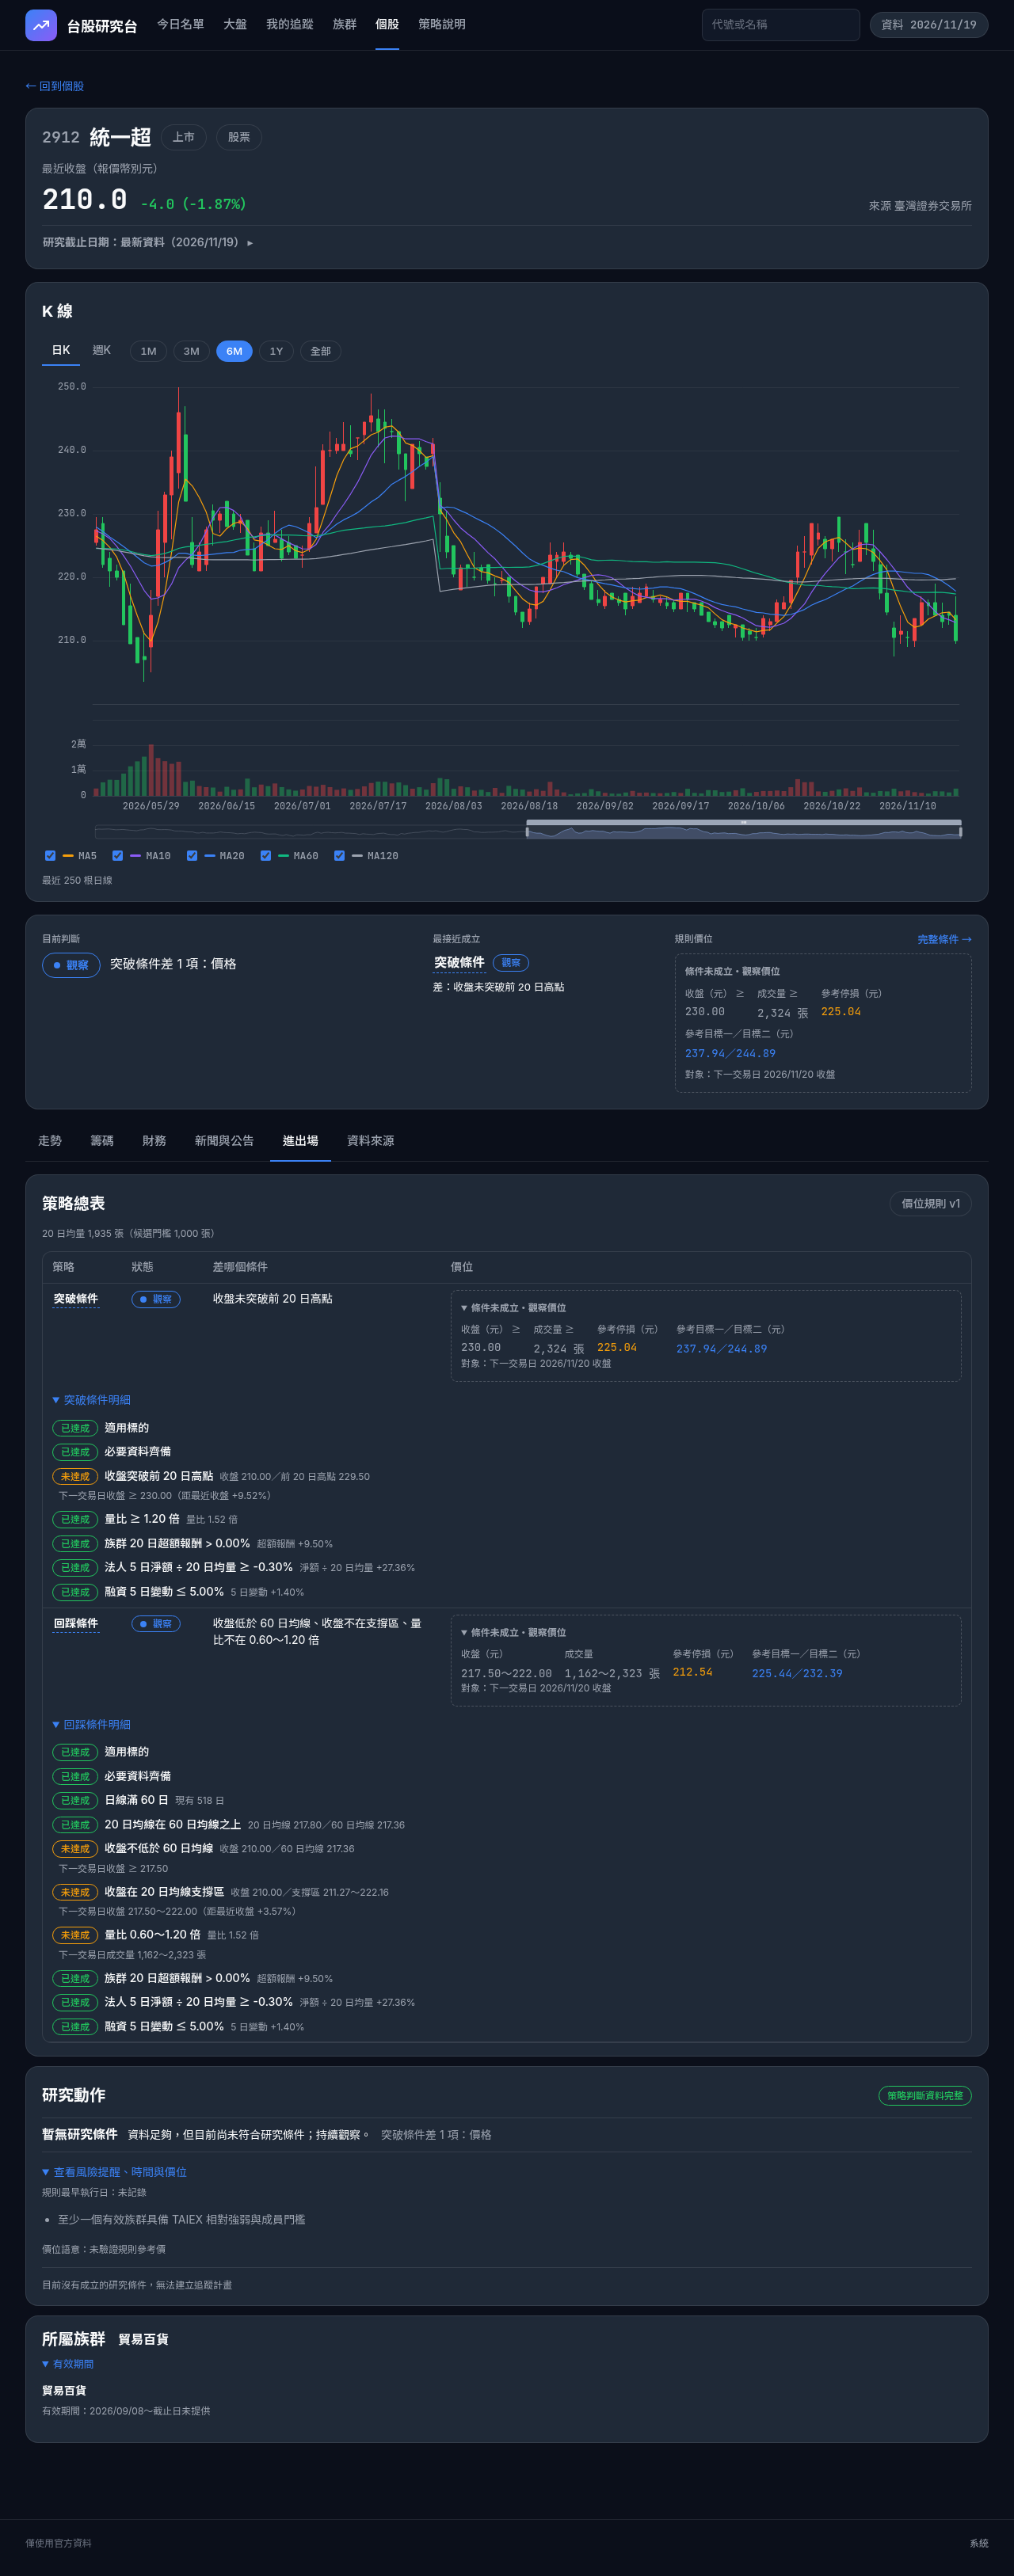 台股研究台 今日名單 大盤 我的追蹤 族群 個股 策略說明 代號或名稱 資料 2026/11/19
← 回到個股
2912 統一超 上市 股票
最近收盤（報價幣別元）
210.0 -4.0 (-1.87%)
來源 臺灣證券交易所
研究截止日期：最新資料（2026/11/19） ▸
K 線
日K 週K 1M 3M 6M 1Y 全部
250.0
240.0
230.0
220.0
210.0
2萬
1萬
0
2026/05/29 2026/06/15 2026/07/01 2026/07/17 2026/08/03 2026/08/18 2026/09/02 2026/09/17 2026/10/06 2026/10/22 2026/11/10
MA5 MA10 MA20 MA60 MA120
最近 250 根日線
目前判斷
觀察 突破條件差 1 項：價格
最接近成立
突破條件 觀察
差：收盤未突破前 20 日高點
規則價位 完整條件 →
條件未成立・觀察價位
收盤（元） ≥ 成交量 ≥ 參考停損（元）
230.00 2,324 張 225.04
參考目標一／目標二（元）
237.94／244.89
對象：下一交易日 2026/11/20 收盤
走勢 籌碼 財務 新聞與公告 進出場 資料來源
策略總表 價位規則 v1
20 日均量 1,935 張（候選門檻 1,000 張）
策略 狀態 差哪個條件 價位
突破條件 觀察 收盤未突破前 20 日高點
▼ 條件未成立・觀察價位
收盤（元） ≥ 成交量 ≥ 參考停損（元） 參考目標一／目標二（元）
230.00 2,324 張 225.04 237.94／244.89
對象：下一交易日 2026/11/20 收盤
▼ 突破條件明細
已達成 適用標的
已達成 必要資料齊備
未達成 收盤突破前 20 日高點 收盤 210.00／前 20 日高點 229.50
下一交易日收盤 ≥ 230.00（距最近收盤 +9.52%）
已達成 量比 ≥ 1.20 倍 量比 1.52 倍
已達成 族群 20 日超額報酬 > 0.00% 超額報酬 +9.50%
已達成 法人 5 日淨額 ÷ 20 日均量 ≥ -0.30% 淨額 ÷ 20 日均量 +27.36%
已達成 融資 5 日變動 ≤ 5.00% 5 日變動 +1.40%
回踩條件 觀察 收盤低於 60 日均線、收盤不在支撐區、量
比不在 0.60～1.20 倍
▼ 條件未成立・觀察價位
收盤（元） 成交量 參考停損（元） 參考目標一／目標二（元）
217.50～222.00 1,162～2,323 張 212.54 225.44／232.39
對象：下一交易日 2026/11/20 收盤
▼ 回踩條件明細
已達成 適用標的
已達成 必要資料齊備
已達成 日線滿 60 日 現有 518 日
已達成 20 日均線在 60 日均線之上 20 日均線 217.80／60 日均線 217.36
未達成 收盤不低於 60 日均線 收盤 210.00／60 日均線 217.36
下一交易日收盤 ≥ 217.50
未達成 收盤在 20 日均線支撐區 收盤 210.00／支撐區 211.27～222.16
下一交易日收盤 217.50～222.00（距最近收盤 +3.57%）
未達成 量比 0.60～1.20 倍 量比 1.52 倍
下一交易日成交量 1,162～2,323 張
已達成 族群 20 日超額報酬 > 0.00% 超額報酬 +9.50%
已達成 法人 5 日淨額 ÷ 20 日均量 ≥ -0.30% 淨額 ÷ 20 日均量 +27.36%
已達成 融資 5 日變動 ≤ 5.00% 5 日變動 +1.40%
研究動作 策略判斷資料完整
暫無研究條件 資料足夠，但目前尚未符合研究條件；持續觀察。 突破條件差 1 項：價格
▼ 查看風險提醒、時間與價位
規則最早執行日：未記錄
• 至少一個有效族群具備 TAIEX 相對強弱與成員門檻
價位語意：未驗證規則參考價
目前沒有成立的研究條件，無法建立追蹤計畫
所屬族群 貿易百貨
▼ 有效期間
貿易百貨
有效期間：2026/09/08～截止日未提供
僅使用官方資料 系統